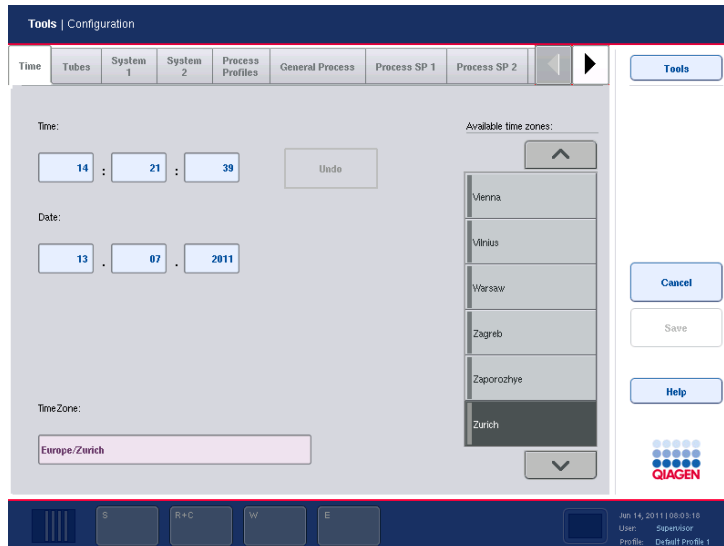 Tools | Configuration
Time
Tubes
System 1
System 2
Process Profiles
General Process
Process SP 1
Process SP 2
Tools
Time:
14 : 21 : 39
Undo
Date:
13 . 07 . 2011
Available time zones:
Vienna
Vilnius
Warsaw
Zagreb
Zaporozhye
Zurich
TimeZone:
Europe/Zurich
Cancel
Save
Help
QIAGEN
S
R+C
W
E
Jun 14, 2011 | 08:03:18
User: Supervisor
Profile: Default Profile 1